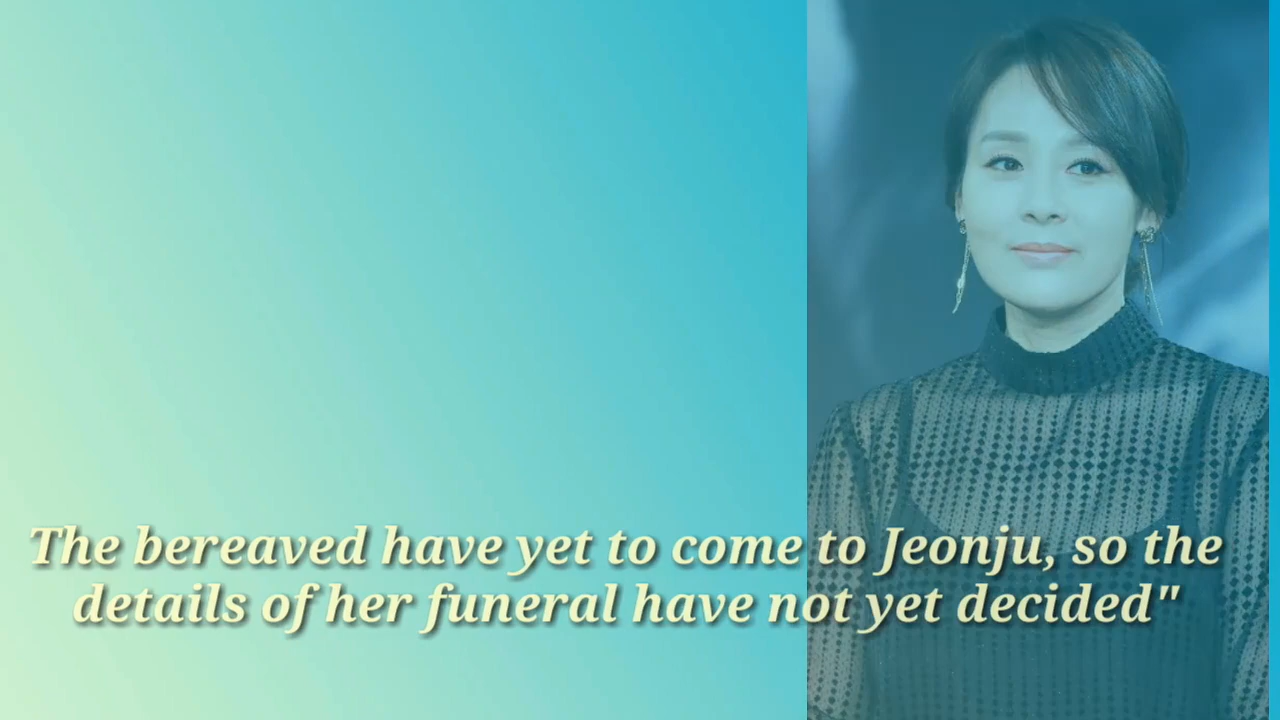 The bereaved have yet to come to Jeonju, so the
details of her funeral have not yet decided"